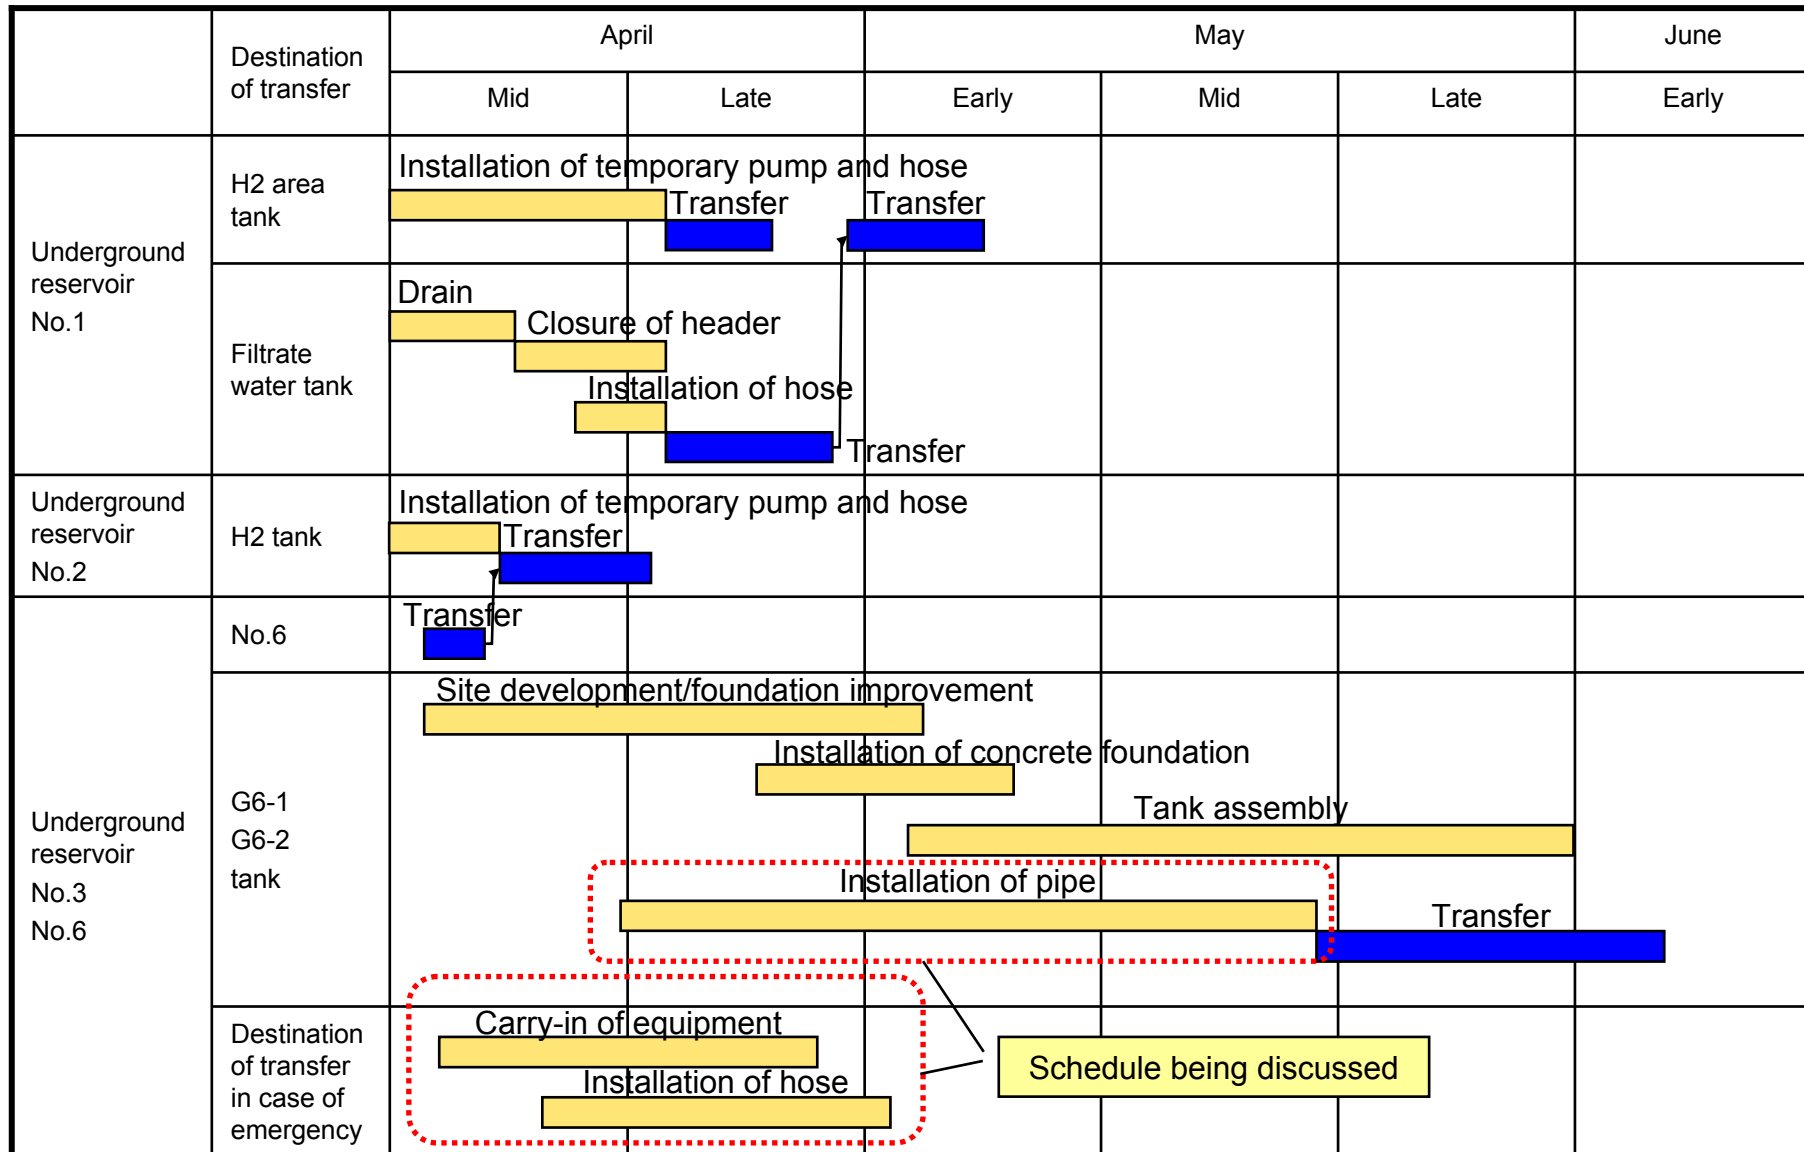 Destination
of transfer
April
May
June
Mid
Late
Early
Mid
Late
Early
Underground
reservoir
No.1
H2 area
tank
Installation of temporary pump and hose
Transfer
Transfer
Filtrate
water tank
Drain
Closure of header
Installation of hose
Transfer
Underground
reservoir
No.2
H2 tank
Installation of temporary pump and hose
Transfer
Underground
reservoir
No.3
No.6
No.6
Transfer
G6-1
G6-2
tank
Site development/foundation improvement
Installation of concrete foundation
Tank assembly
Installation of pipe
Transfer
Destination
of transfer
in case of
emergency
Carry-in of equipment
Installation of hose
Schedule being discussed